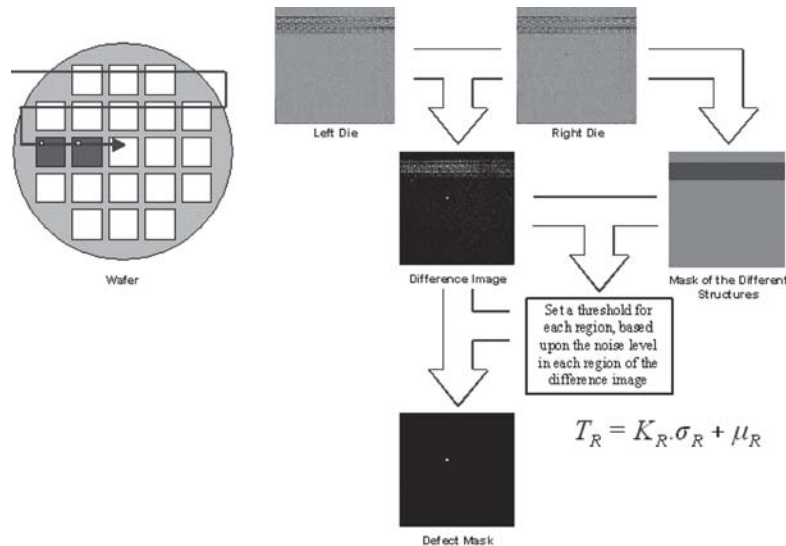 Left Die
Right Die
Wafer
Difference Image
Mask of the Different
Structures
Set a threshold for
each region, based
upon the noise level
in each region of the
difference image
T_R = K_R.σ_R + μ_R
Defect Mask